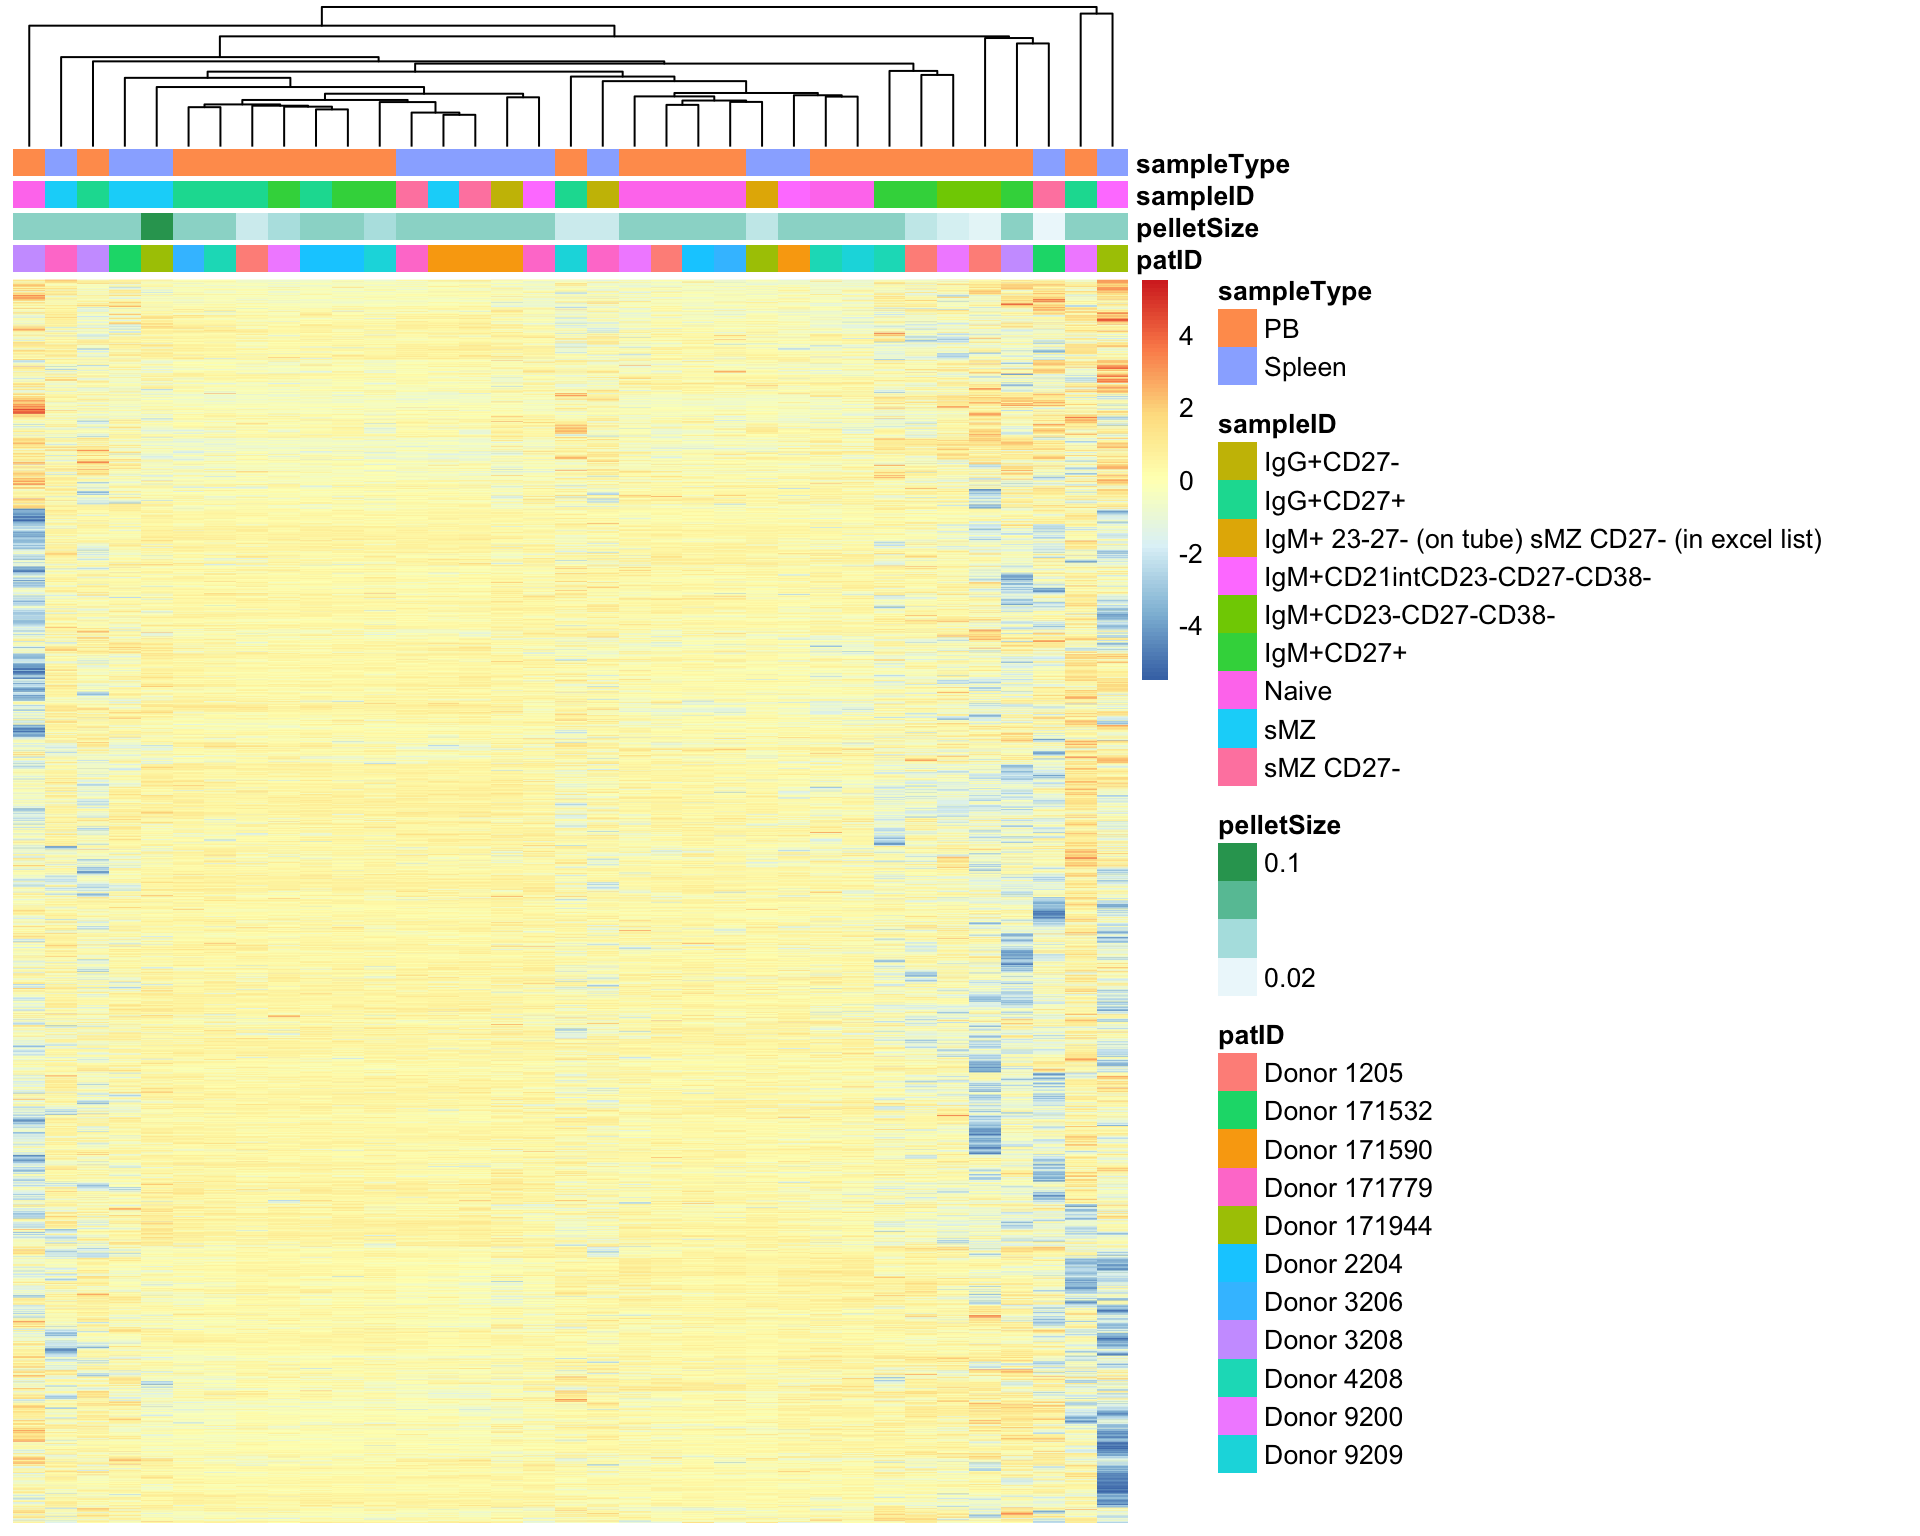 sampleType
sampleID
pelletSize
patID
4
2
0
-2
-4
sampleType
PB
Spleen
sampleID
IgG+CD27-
IgG+CD27+
IgM+ 23-27- (on tube) sMZ CD27- (in excel list)
IgM+CD21intCD23-CD27-CD38-
IgM+CD23-CD27-CD38-
IgM+CD27+
Naive
sMZ
sMZ CD27-
pelletSize
0.1
0.02
patID
Donor 1205
Donor 171532
Donor 171590
Donor 171779
Donor 171944
Donor 2204
Donor 3206
Donor 3208
Donor 4208
Donor 9200
Donor 9209